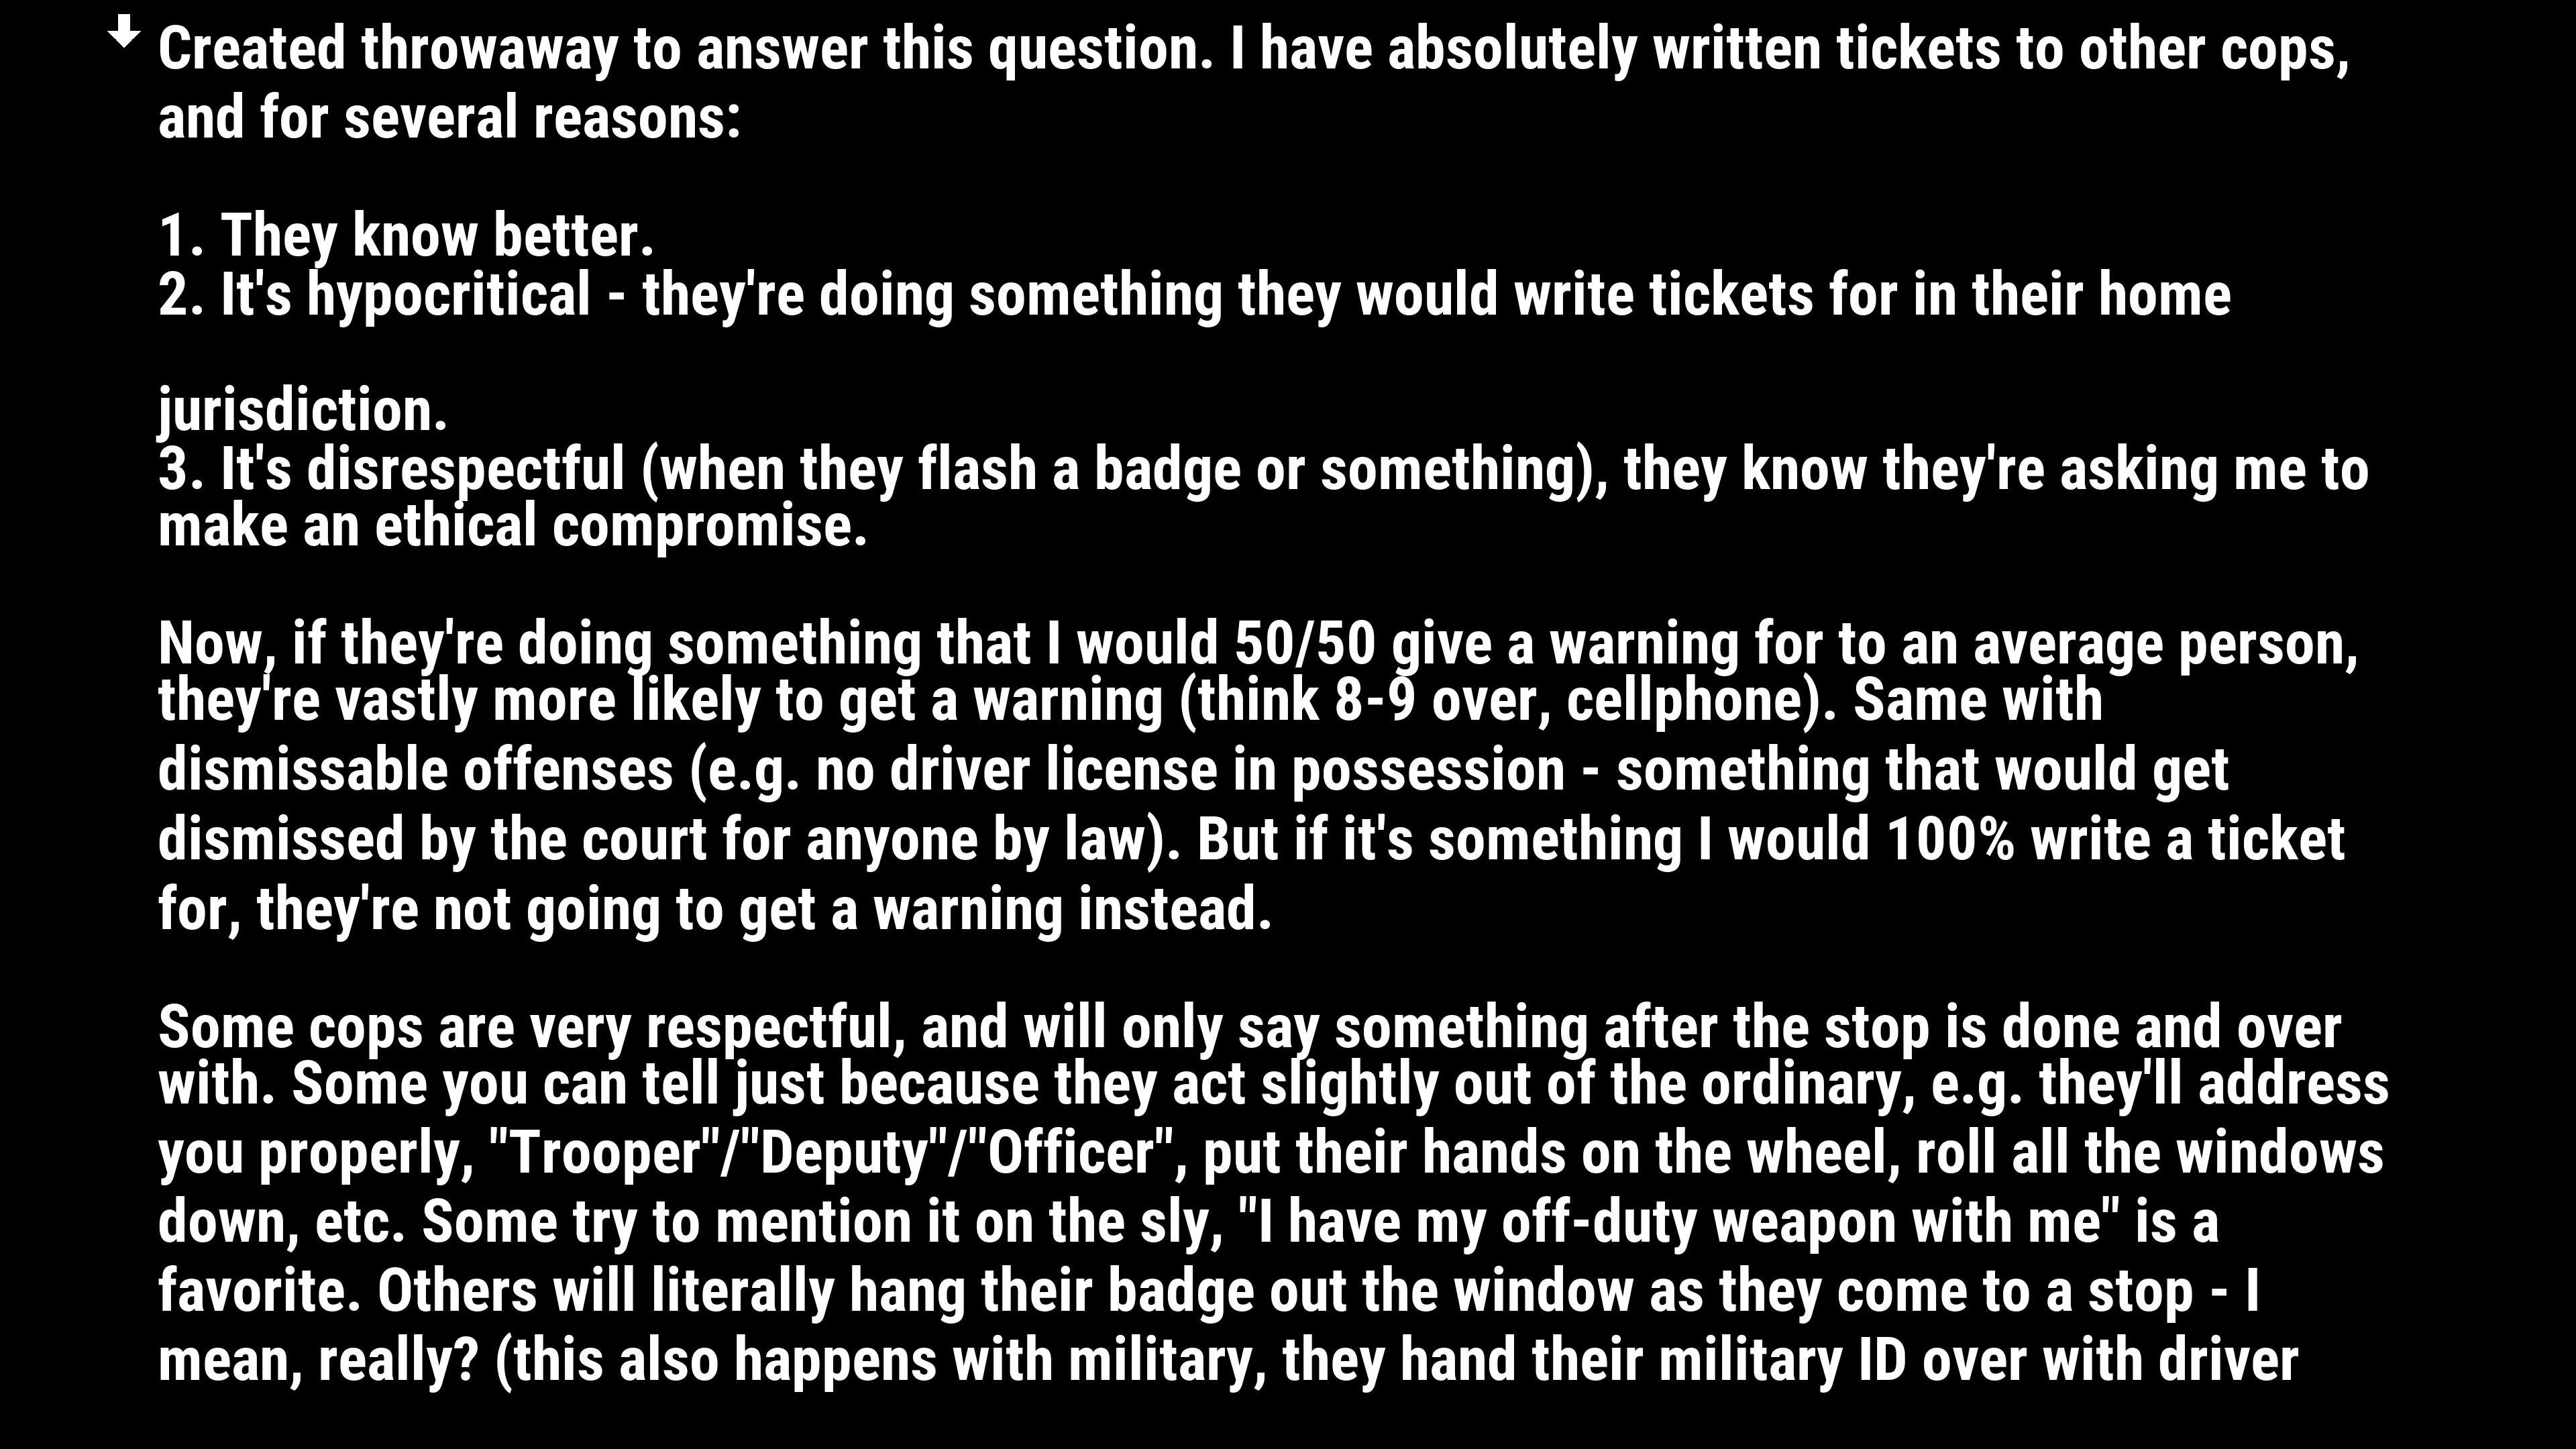 Created throwaway to answer this question. I have absolutely written tickets to other cops,
and for several reasons:
1. They know better.
2. It's hypocritical - they're doing something they would write tickets for in their home
jurisdiction.
3. It's disrespectful (when they flash a badge or something), they know they're asking me to
make an ethical compromise.
Now, if they're doing something that I would 50/50 give a warning for to an average person,
they're vastly more likely to get a warning (think 8-9 over, cellphone). Same with
dismissable offenses (e.g. no driver license in possession - something that would get
dismissed by the court for anyone by law). But if it's something I would 100% write a ticket
for, they're not going to get a warning instead.
Some cops are very respectful, and will only say something after the stop is done and over
with. Some you can tell just because they act slightly out of the ordinary, e.g. they'll address
you properly, "Trooper"/"Deputy"/"Officer", put their hands on the wheel, roll all the windows
down, etc. Some try to mention it on the sly, "I have my off-duty weapon with me" is a
favorite. Others will literally hang their badge out the window as they come to a stop - I
mean, really? (this also happens with military, they hand their military ID over with driver